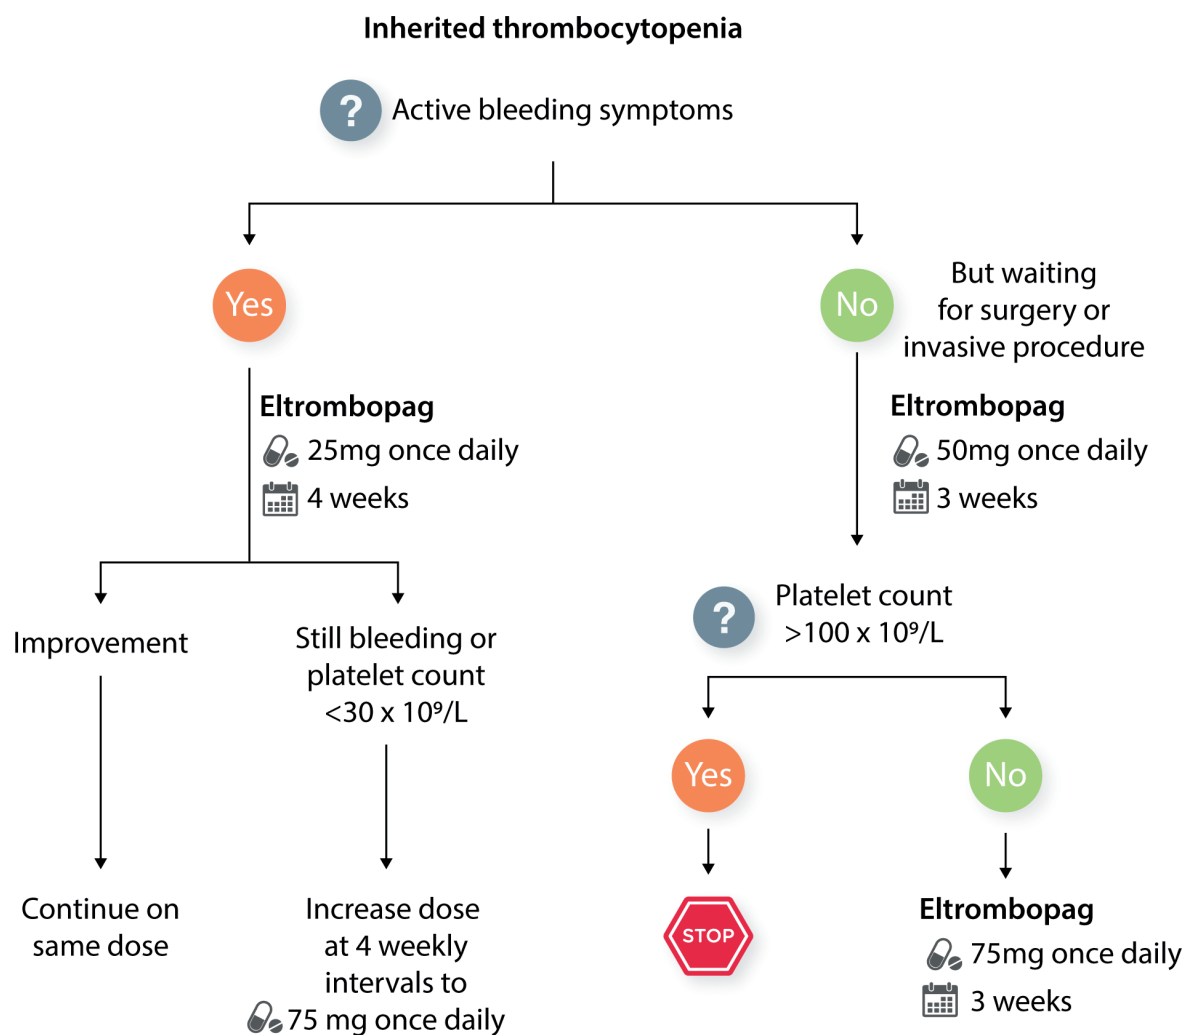 Inherited thrombocytopenia
? Active bleeding symptoms
Yes
No
But waiting
for surgery or
invasive procedure
Eltrombopag
25mg once daily
4 weeks
Eltrombopag
50mg once daily
3 weeks
Improvement
Still bleeding or
platelet count
<30 x 10⁹/L
?
Platelet count
>100 x 10⁹/L
Yes
No
Continue on
same dose
Increase dose
at 4 weekly
intervals to
75 mg once daily
STOP
Eltrombopag
75mg once daily
3 weeks